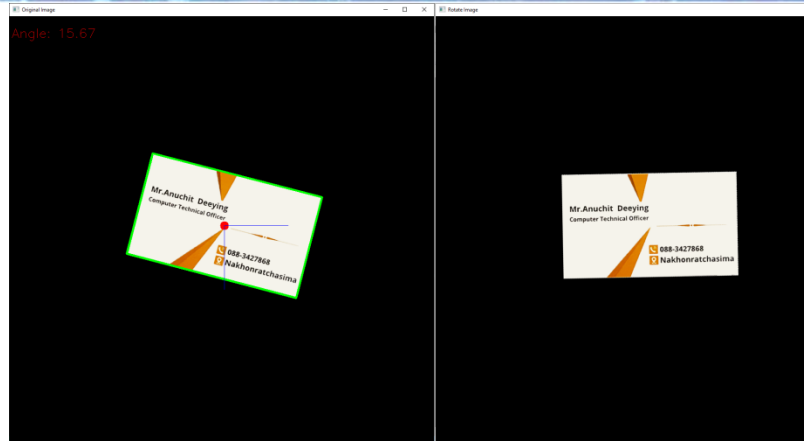 Original Image
Angle: 15.67
Mr.Anuchit Deeying
Computer Technical Officer
088-3427868
Nakhonratchasima
Rotate Image
Mr.Anuchit Deeying
Computer Technical Officer
088-3427868
Nakhonratchasima